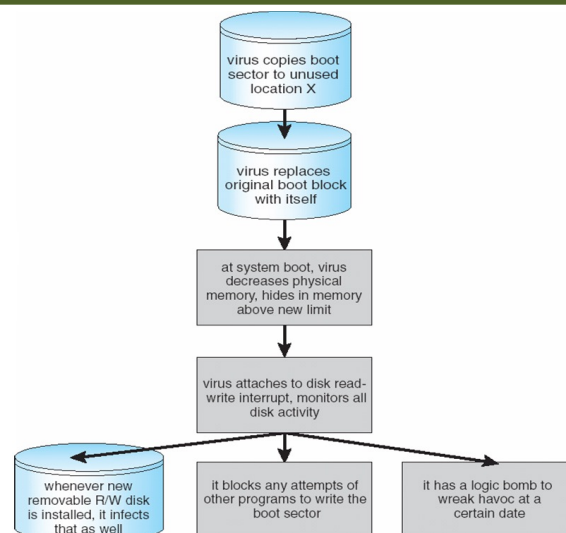 virus copies boot
sector to unused
location X
virus replaces
original boot block
with itself
at system boot, virus
decreases physical
memory, hides in memory
above new limit
virus attaches to disk read-
write interrupt, monitors all
disk activity
whenever new
removable R/W disk
is installed, it infects
that as well
it blocks any attempts of
other programs to write the
boot sector
it has a logic bomb to
wreak havoc at a
certain date